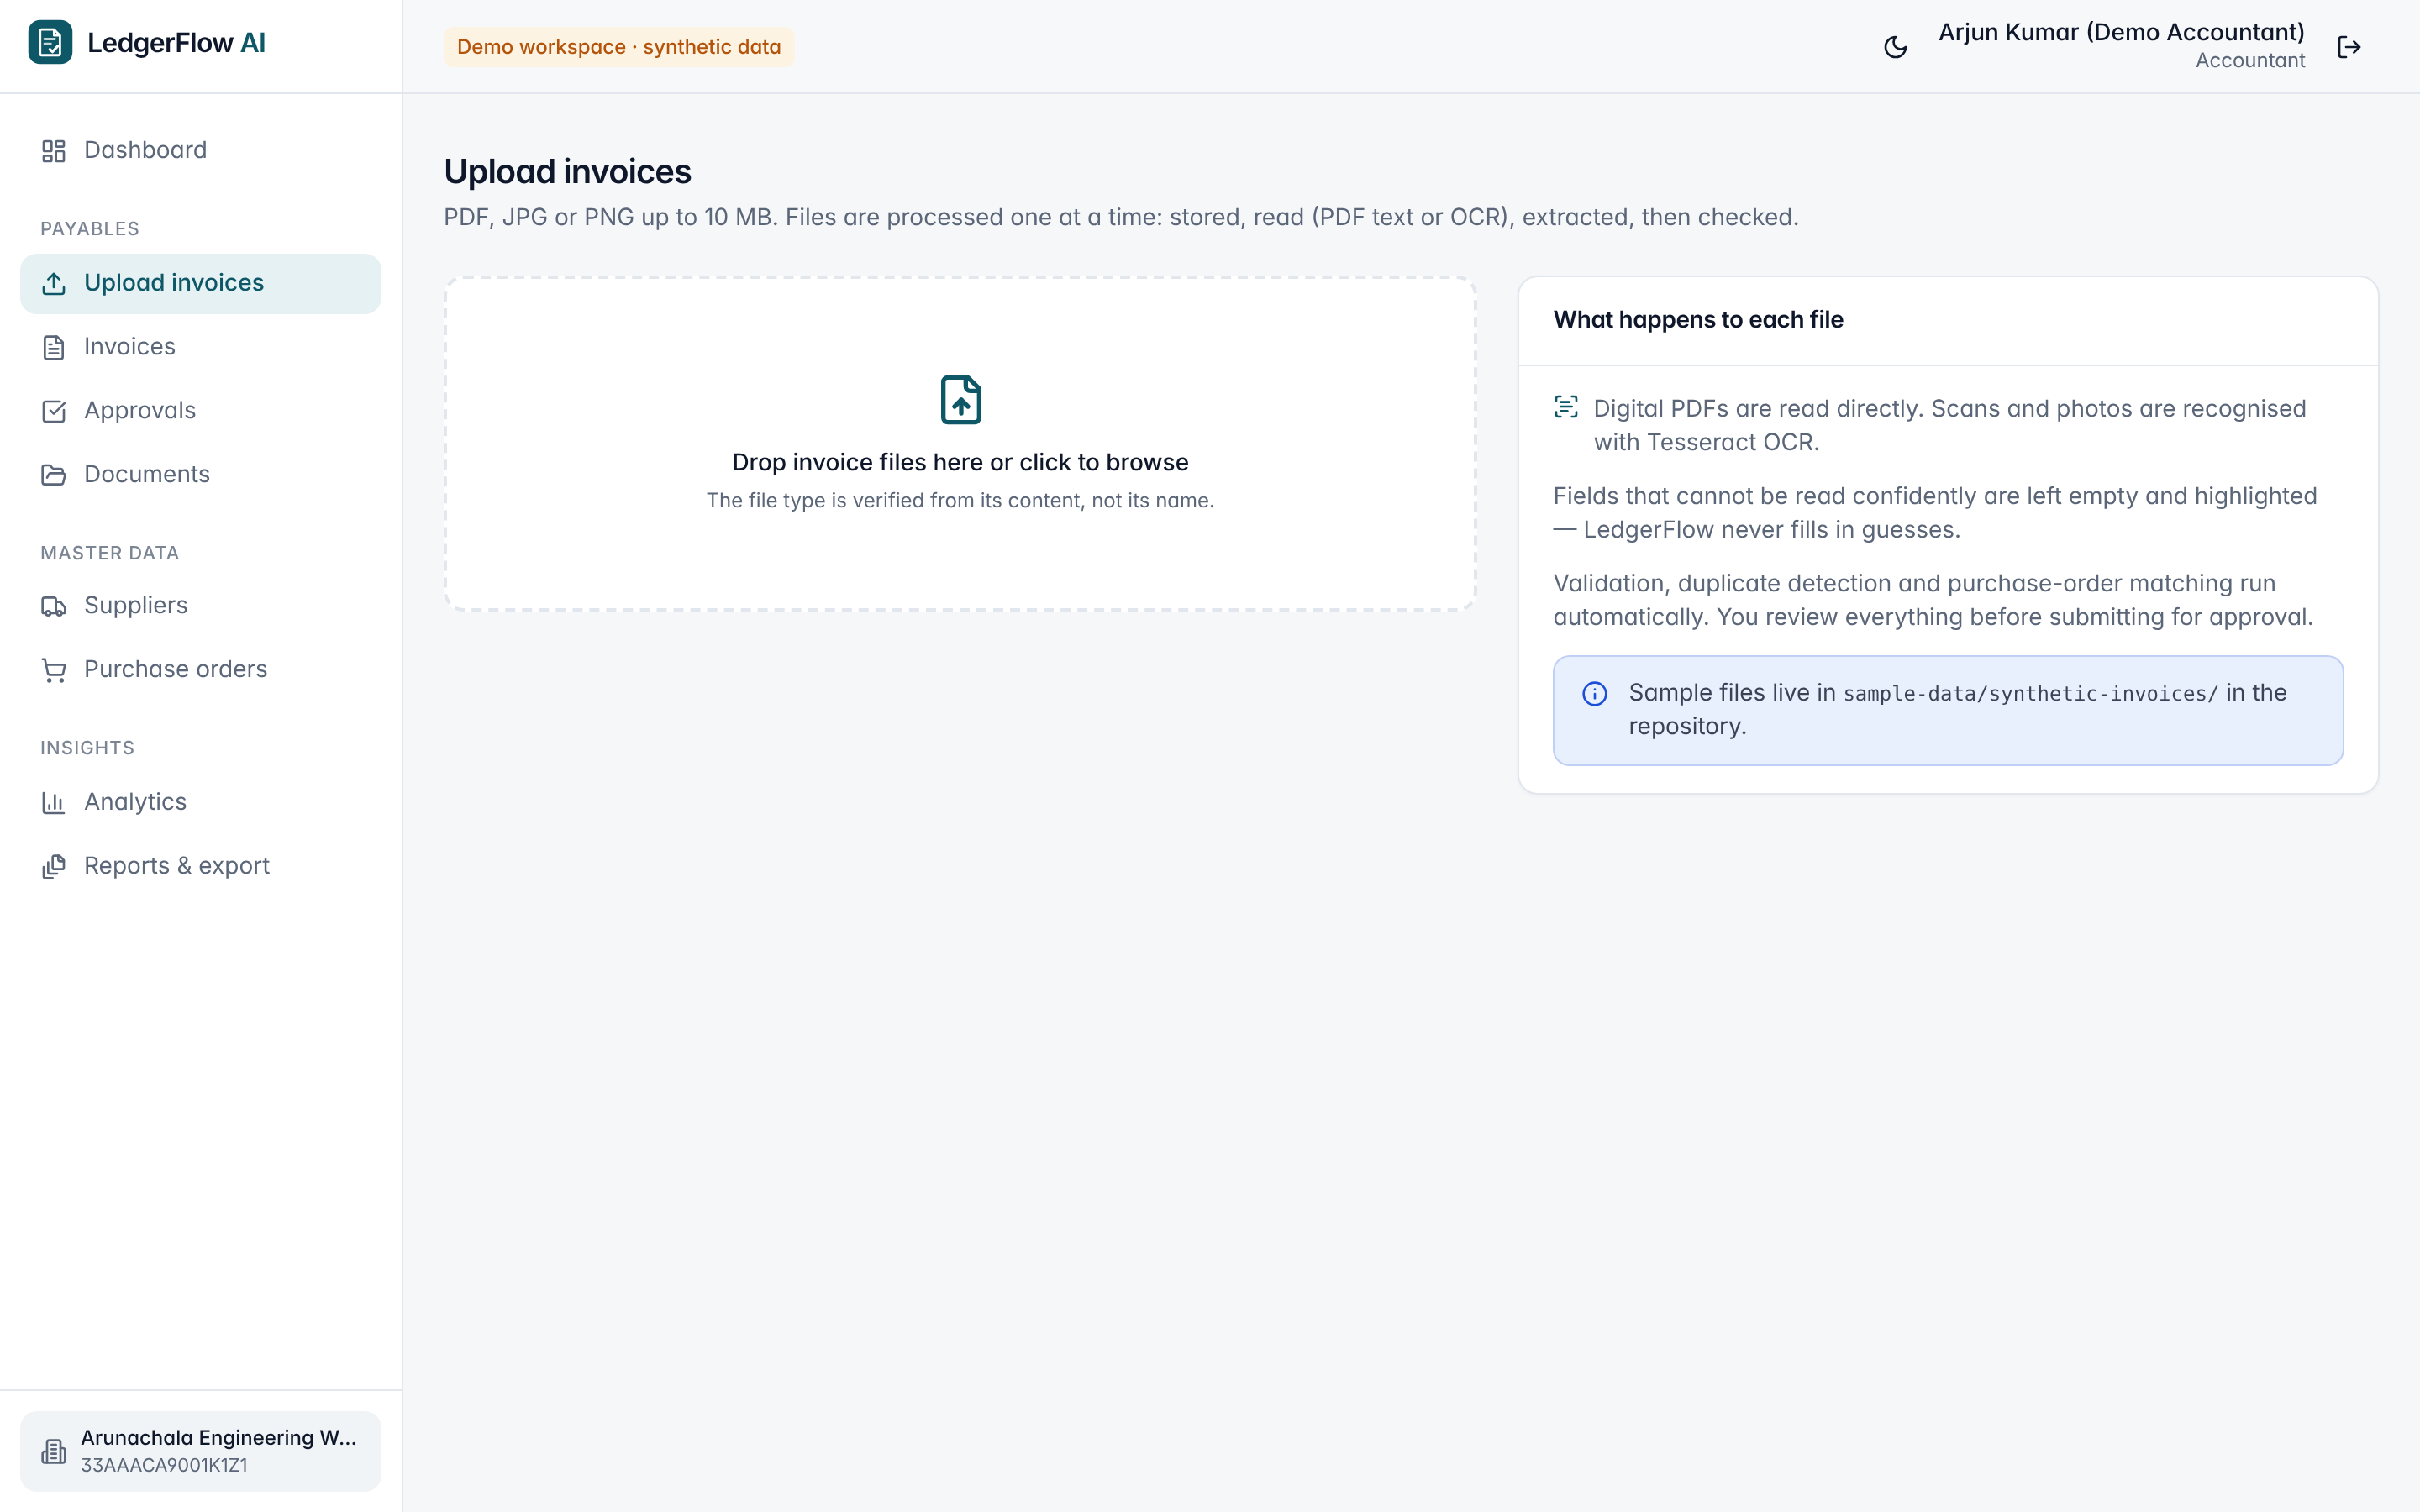 LedgerFlow AI
Demo workspace · synthetic data
Arjun Kumar (Demo Accountant)
Accountant
Dashboard
PAYABLES
Upload invoices
Invoices
Approvals
Documents
MASTER DATA
Suppliers
Purchase orders
INSIGHTS
Analytics
Reports & export
Arunachala Engineering W...
33AAACA9001K1Z1
Upload invoices
PDF, JPG or PNG up to 10 MB. Files are processed one at a time: stored, read (PDF text or OCR), extracted, then checked.
Drop invoice files here or click to browse
The file type is verified from its content, not its name.
What happens to each file
Digital PDFs are read directly. Scans and photos are recognised
with Tesseract OCR.
Fields that cannot be read confidently are left empty and highlighted
— LedgerFlow never fills in guesses.
Validation, duplicate detection and purchase-order matching run
automatically. You review everything before submitting for approval.
Sample files live in sample-data/synthetic-invoices/ in the
repository.